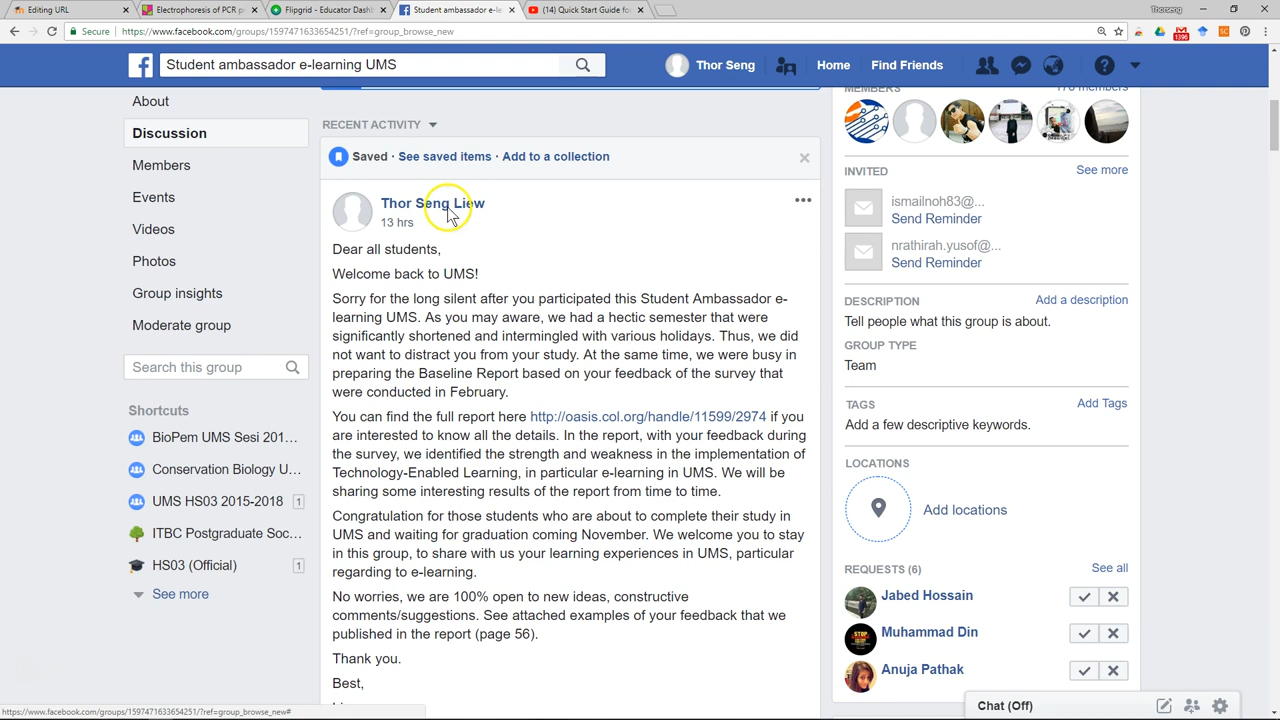 Editing URL
Electrophoresis of PCR p
Flipgrid - Educator Dash
Student ambassador e-le
(14) Quick Start Guide fo
Thorseng
Secure
https://www.facebook.com/groups/1597471633654251/?ref=group_browse_new
1396
SC
Student ambassador e-learning UMS
Thor Seng
Home
Find Friends
About
Discussion
Members
Events
Videos
Photos
Group insights
Moderate group
Search this group
Shortcuts
BioPem UMS Sesi 201...
Conservation Biology U...
UMS HS03 2015-2018
1
ITBC Postgraduate Soc...
HS03 (Official)
1
See more
RECENT ACTIVITY
Saved · See saved items · Add to a collection
Thor Seng Liew
13 hrs
Dear all students,
Welcome back to UMS!
Sorry for the long silent after you participated this Student Ambassador e-
learning UMS. As you may aware, we had a hectic semester that were
significantly shortened and intermingled with various holidays. Thus, we did
not want to distract you from your study. At the same time, we were busy in
preparing the Baseline Report based on your feedback of the survey that
were conducted in February.
You can find the full report here http://oasis.col.org/handle/11599/2974 if you
are interested to know all the details. In the report, with your feedback during
the survey, we identified the strength and weakness in the implementation of
Technology-Enabled Learning, in particular e-learning in UMS. We will be
sharing some interesting results of the report from time to time.
Congratulation for those students who are about to complete their study in
UMS and waiting for graduation coming November. We welcome you to stay
in this group, to share with us your learning experiences in UMS, particular
regarding to e-learning.
No worries, we are 100% open to new ideas, constructive
comments/suggestions. See attached examples of your feedback that we
published in the report (page 56).
Thank you.
Best,
MEMBERS
members
INVITED
See more
ismailnoh83@...
Send Reminder
nrathirah.yusof@...
Send Reminder
DESCRIPTION
Add a description
Tell people what this group is about.
GROUP TYPE
Team
TAGS
Add Tags
Add a few descriptive keywords.
LOCATIONS
Add locations
REQUESTS (6)
See all
Jabed Hossain
Muhammad Din
Anuja Pathak
Chat (Off)
https://www.facebook.com/groups/1597471633654251/?ref=group_browse_new#